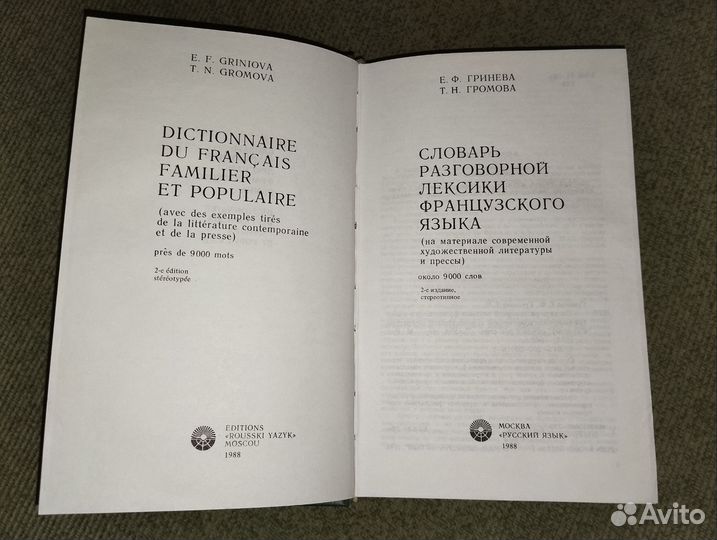 E. F. GRINIOVA
T. N. GROMOVA
DICTIONNAIRE
DU FRANÇAIS
FAMILIER
ET POPULAIRE
(avec des exemples tirés
de la littérature contemporaine
et de la presse)
près de 9000 mots
2-e édition
stéréotypée
EDITIONS
«ROUSSKI YAZYK»
MOSCOU
1988
Е. Ф. ГРИНЕВА
Т. Н. ГРОМОВА
СЛОВАРЬ
РАЗГОВОРНОЙ
ЛЕКСИКИ
ФРАНЦУЗСКОГО
ЯЗЫКА
(на материале современной
художественной литературы
и прессы)
около 9000 слов
2-е издание,
стереотипное
МОСКВА
«РУССКИЙ ЯЗЫК»
1988
Avito